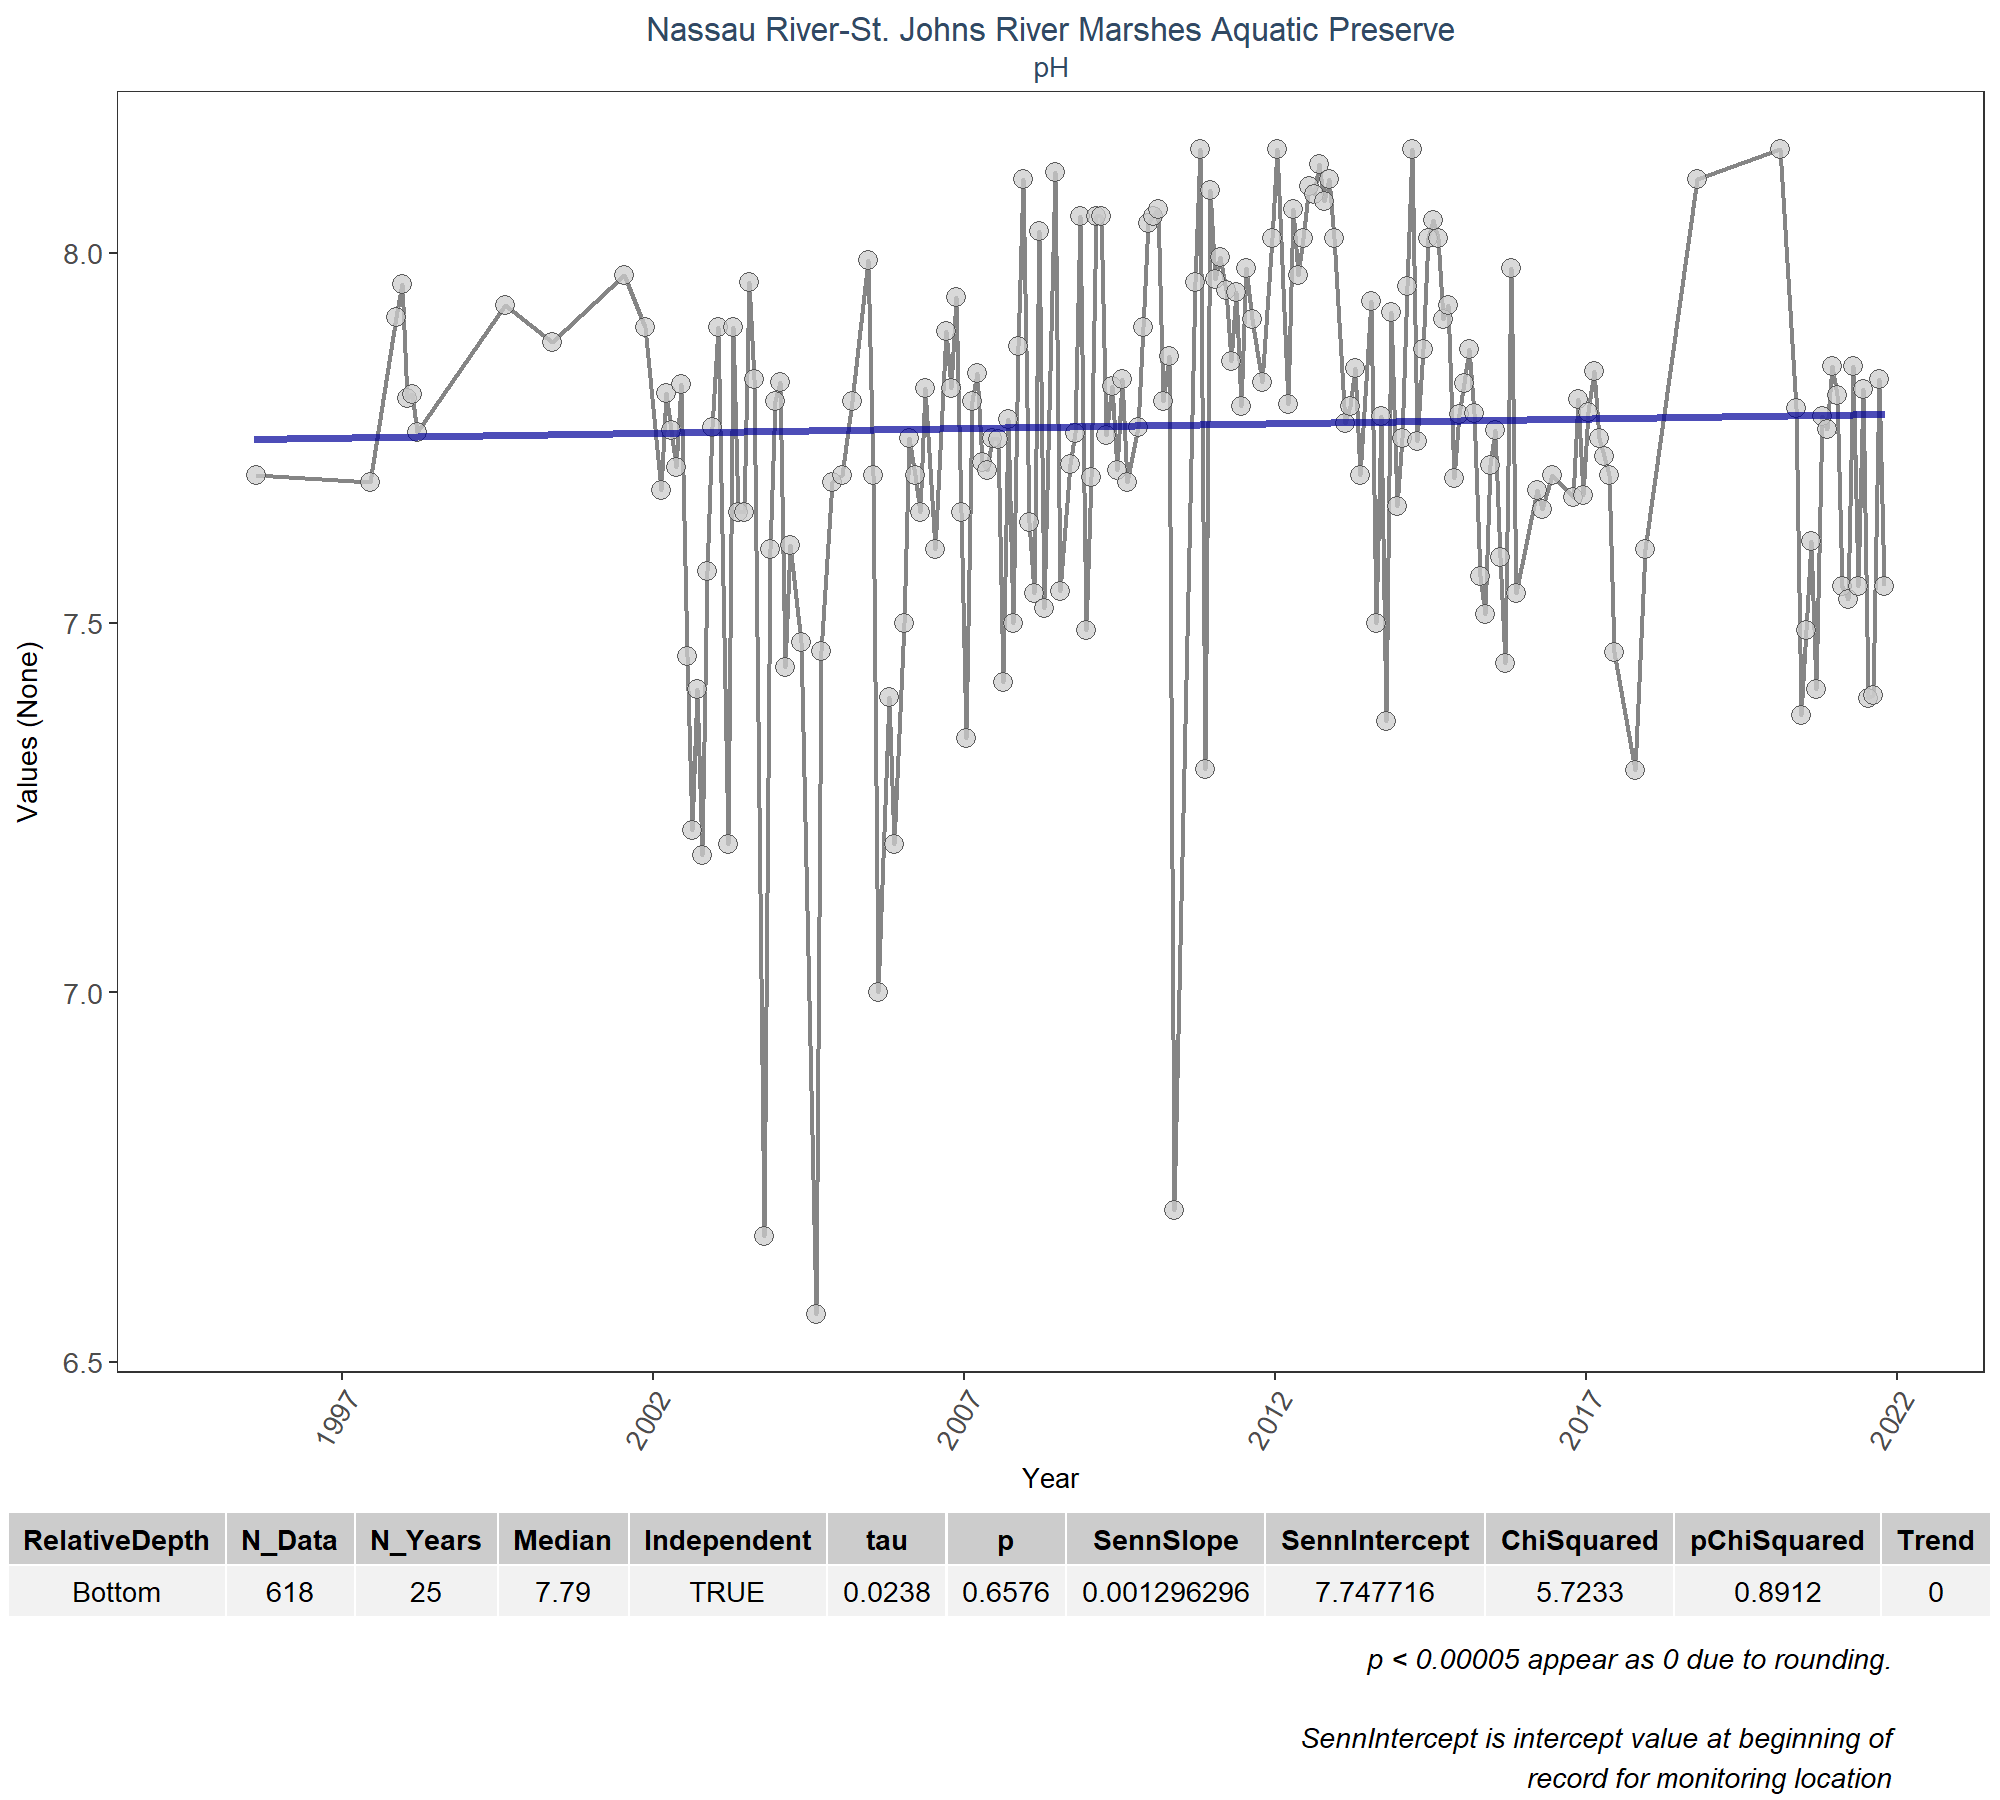 Nassau River-St. Johns River Marshes Aquatic Preserve
pH
Values (None)
8.0
7.5
7.0
6.5
1997 2002 2007 2012 2017 2022
Year
RelativeDepth N_Data N_Years Median Independent tau p SennSlope SennIntercept ChiSquared pChiSquared Trend
Bottom 618 25 7.79 TRUE 0.0238 0.6576 0.001296296 7.747716 5.7233 0.8912 0
p < 0.00005 appear as 0 due to rounding.
SennIntercept is intercept value at beginning of
record for monitoring location